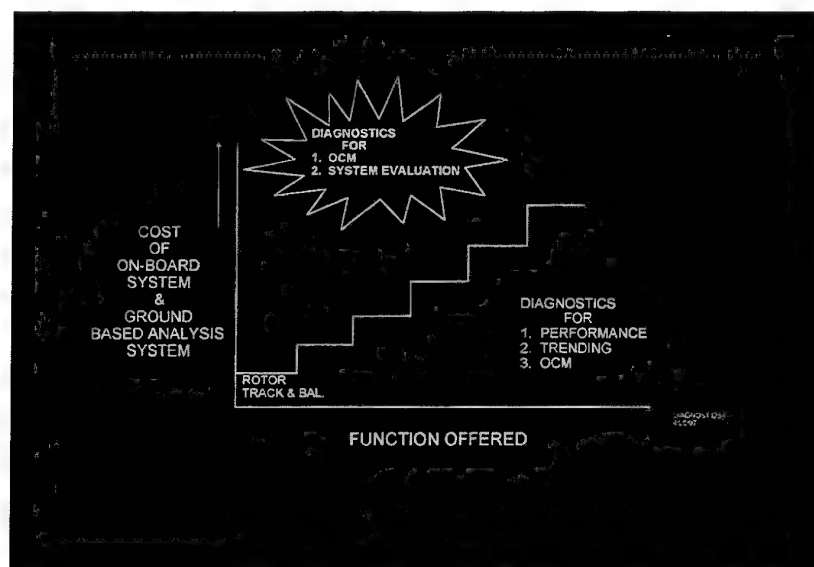 DIAGNOSTICS
FOR
1. OCM
2. SYSTEM EVALUATION
COST
OF
ON-BOARD
SYSTEM
&
GROUND
BASED ANALYSIS
SYSTEM
DIAGNOSTICS
FOR
1. PERFORMANCE
2. TRENDING
3. OCM
ROTOR
TRACK & BAL.
FUNCTION OFFERED